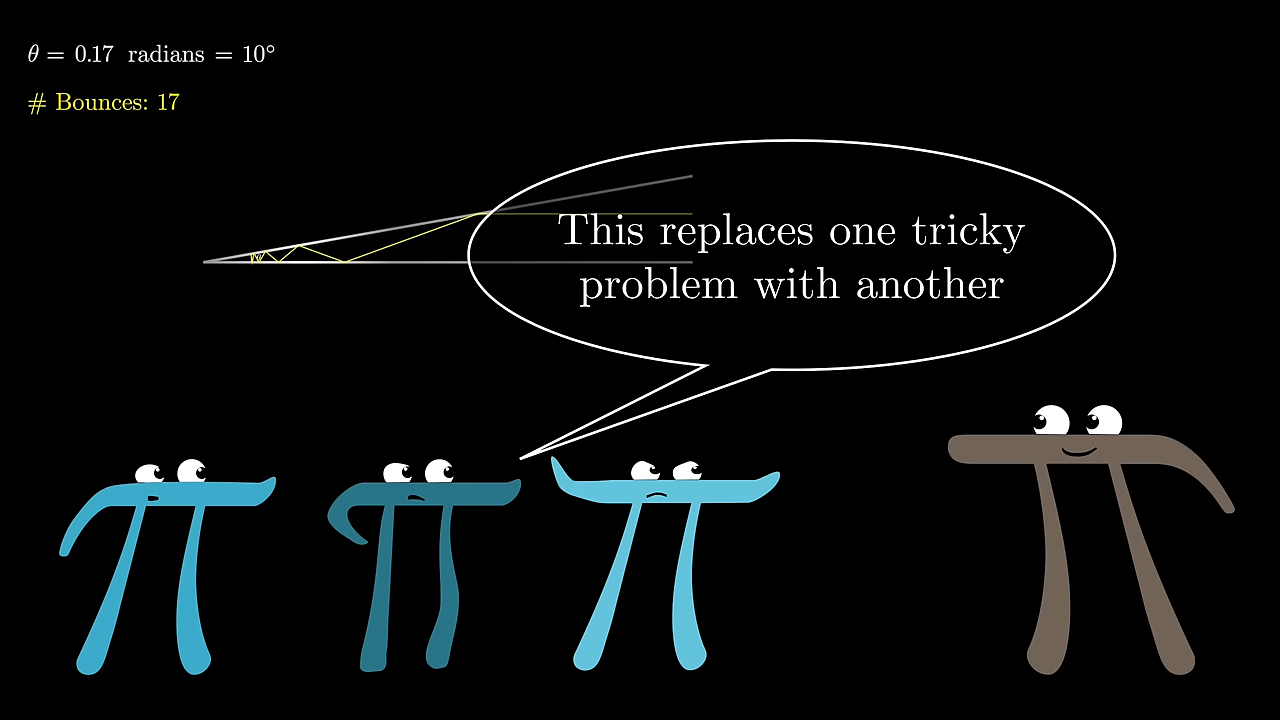 θ = 0.17 radians = 10°
# Bounces: 17
This replaces one tricky
problem with another